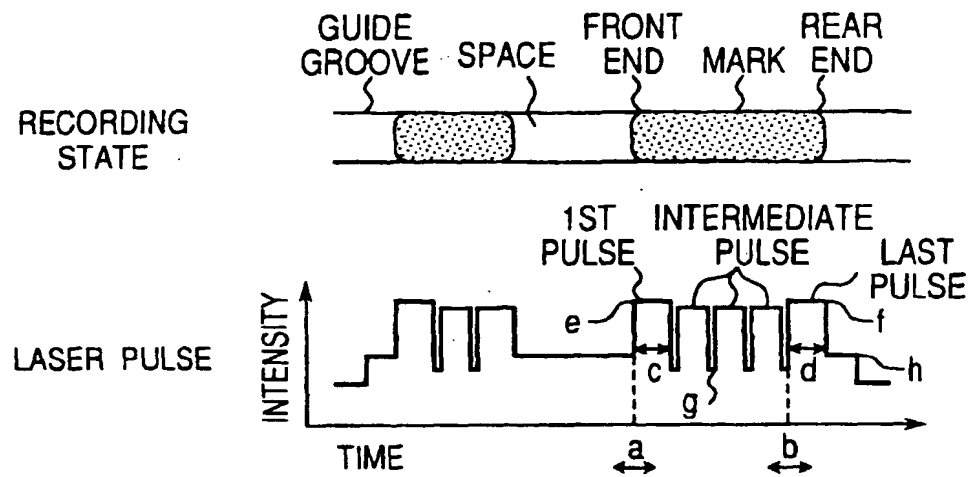 GUIDE
GROOVE
SPACE
FRONT
END
MARK
REAR
END
RECORDING
STATE
1ST
PULSE
INTERMEDIATE
PULSE
LAST
PULSE
LASER PULSE
INTENSITY
e
f
c
d
h
g
TIME
a
b